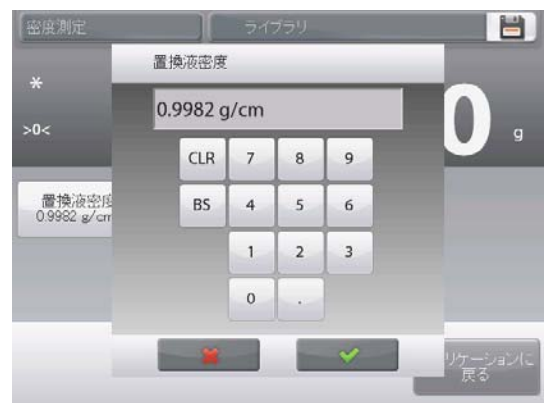 密度測定
ライブラリ
置換液密度
*
0.9982 g/cm
>0<
0
g
CLR 7 8 9
置換液密度
0.9982 g/cm
BS 4 5 6
1 2 3
0 .
リケーションに
戻る